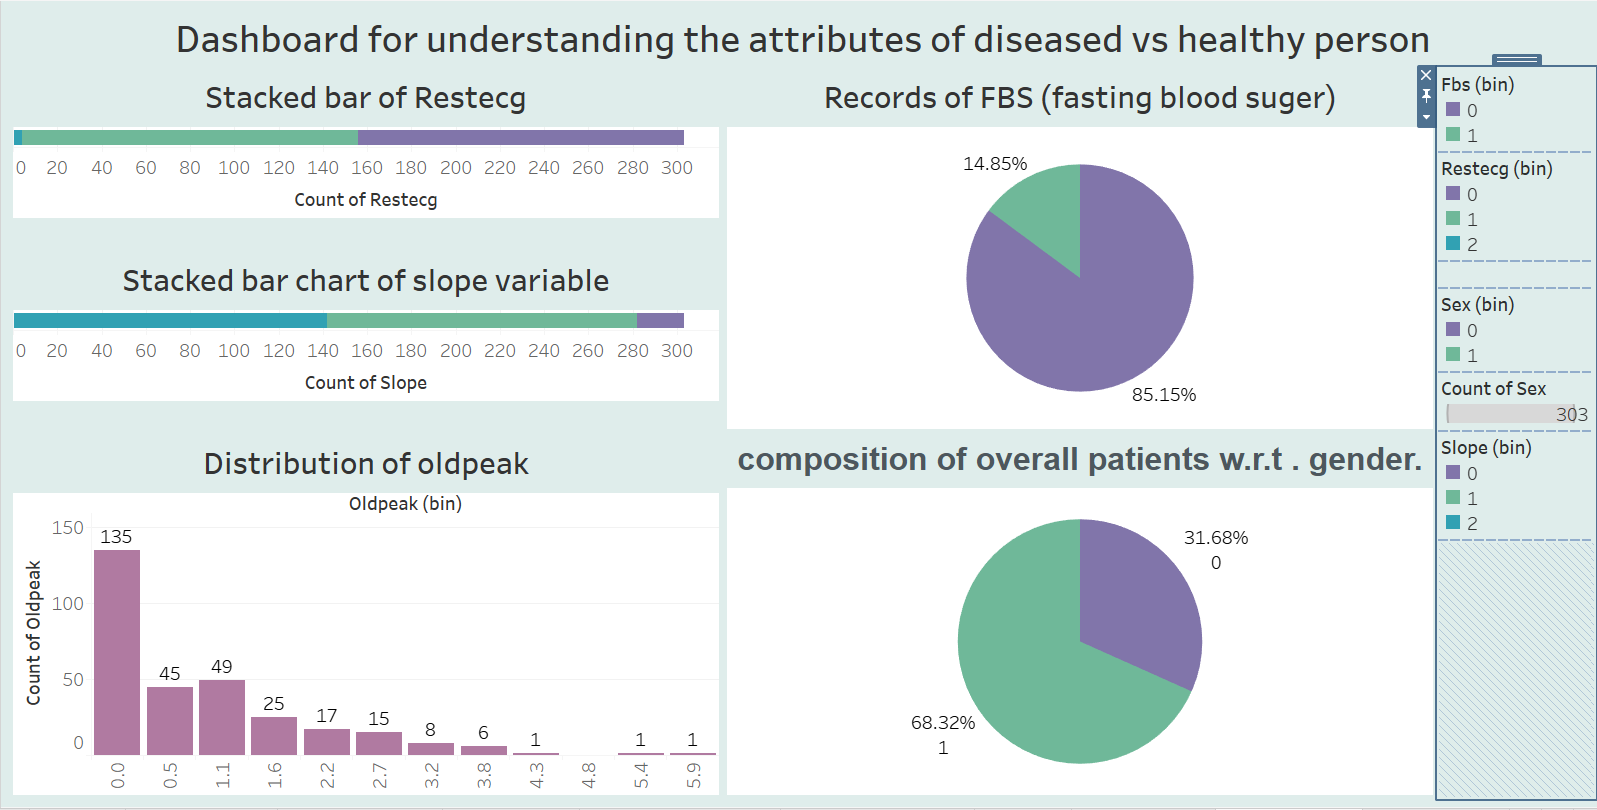 Dashboard for understanding the attributes of diseased vs healthy person
Stacked bar of Restecg
0 20 40 60 80 100 120 140 160 180 200 220 240 260 280 300
Count of Restecg
Stacked bar chart of slope variable
0 20 40 60 80 100 120 140 160 180 200 220 240 260 280 300
Count of Slope
Distribution of oldpeak
Oldpeak (bin)
Count of Oldpeak
150
100
50
0
135
45
49
25
17
15
8
6
1
1
1
0.0
0.5
1.1
1.6
2.2
2.7
3.2
3.8
4.3
4.8
5.4
5.9
Records of FBS (fasting blood suger)
14.85%
85.15%
composition of overall patients w.r.t . gender.
31.68%
0
68.32%
1
Fbs (bin)
0
1
Restecg (bin)
0
1
2
Sex (bin)
0
1
Count of Sex
303
Slope (bin)
0
1
2